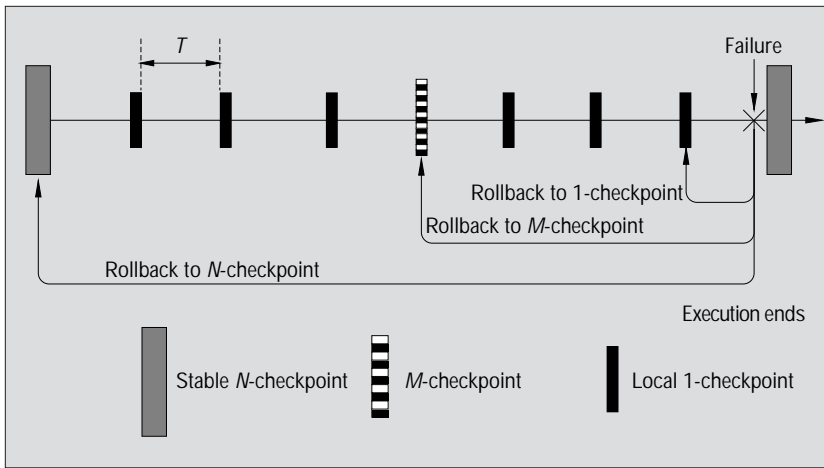 T
Failure
Rollback to 1-checkpoint
Rollback to M-checkpoint
Rollback to N-checkpoint
Execution ends
Stable N-checkpoint
M-checkpoint
Local 1-checkpoint